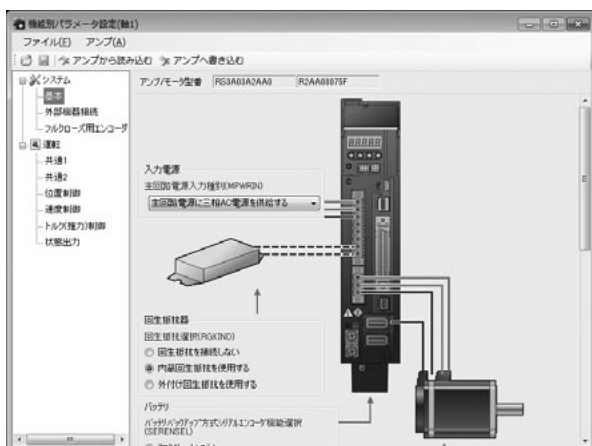 機能別パラメータ設定(軸1)
ファイル(F) アンプ(A)
アンプから読み込む アンプへ書き込む
システム
基本
外部機器接続
フルクローズ用エンコーダ
運転
共通1
共通2
位置制御
速度制御
トルク(推力)制御
状態出力
アンプ/モータ型番 RS3A03A2AA0 R2AA08075F
入力電源
主回路電源入力種別(MPWRIN)
主回路電源に三相AC電源を供給する
回生抵抗器
回生抵抗選択(RGKIND)
回生抵抗を接続しない
内蔵回生抵抗を使用する
外付け回生抵抗を使用する
バッテリ
バッテリバックアップ方式シリアルエンコーダ機能選択
(SERENSEL)